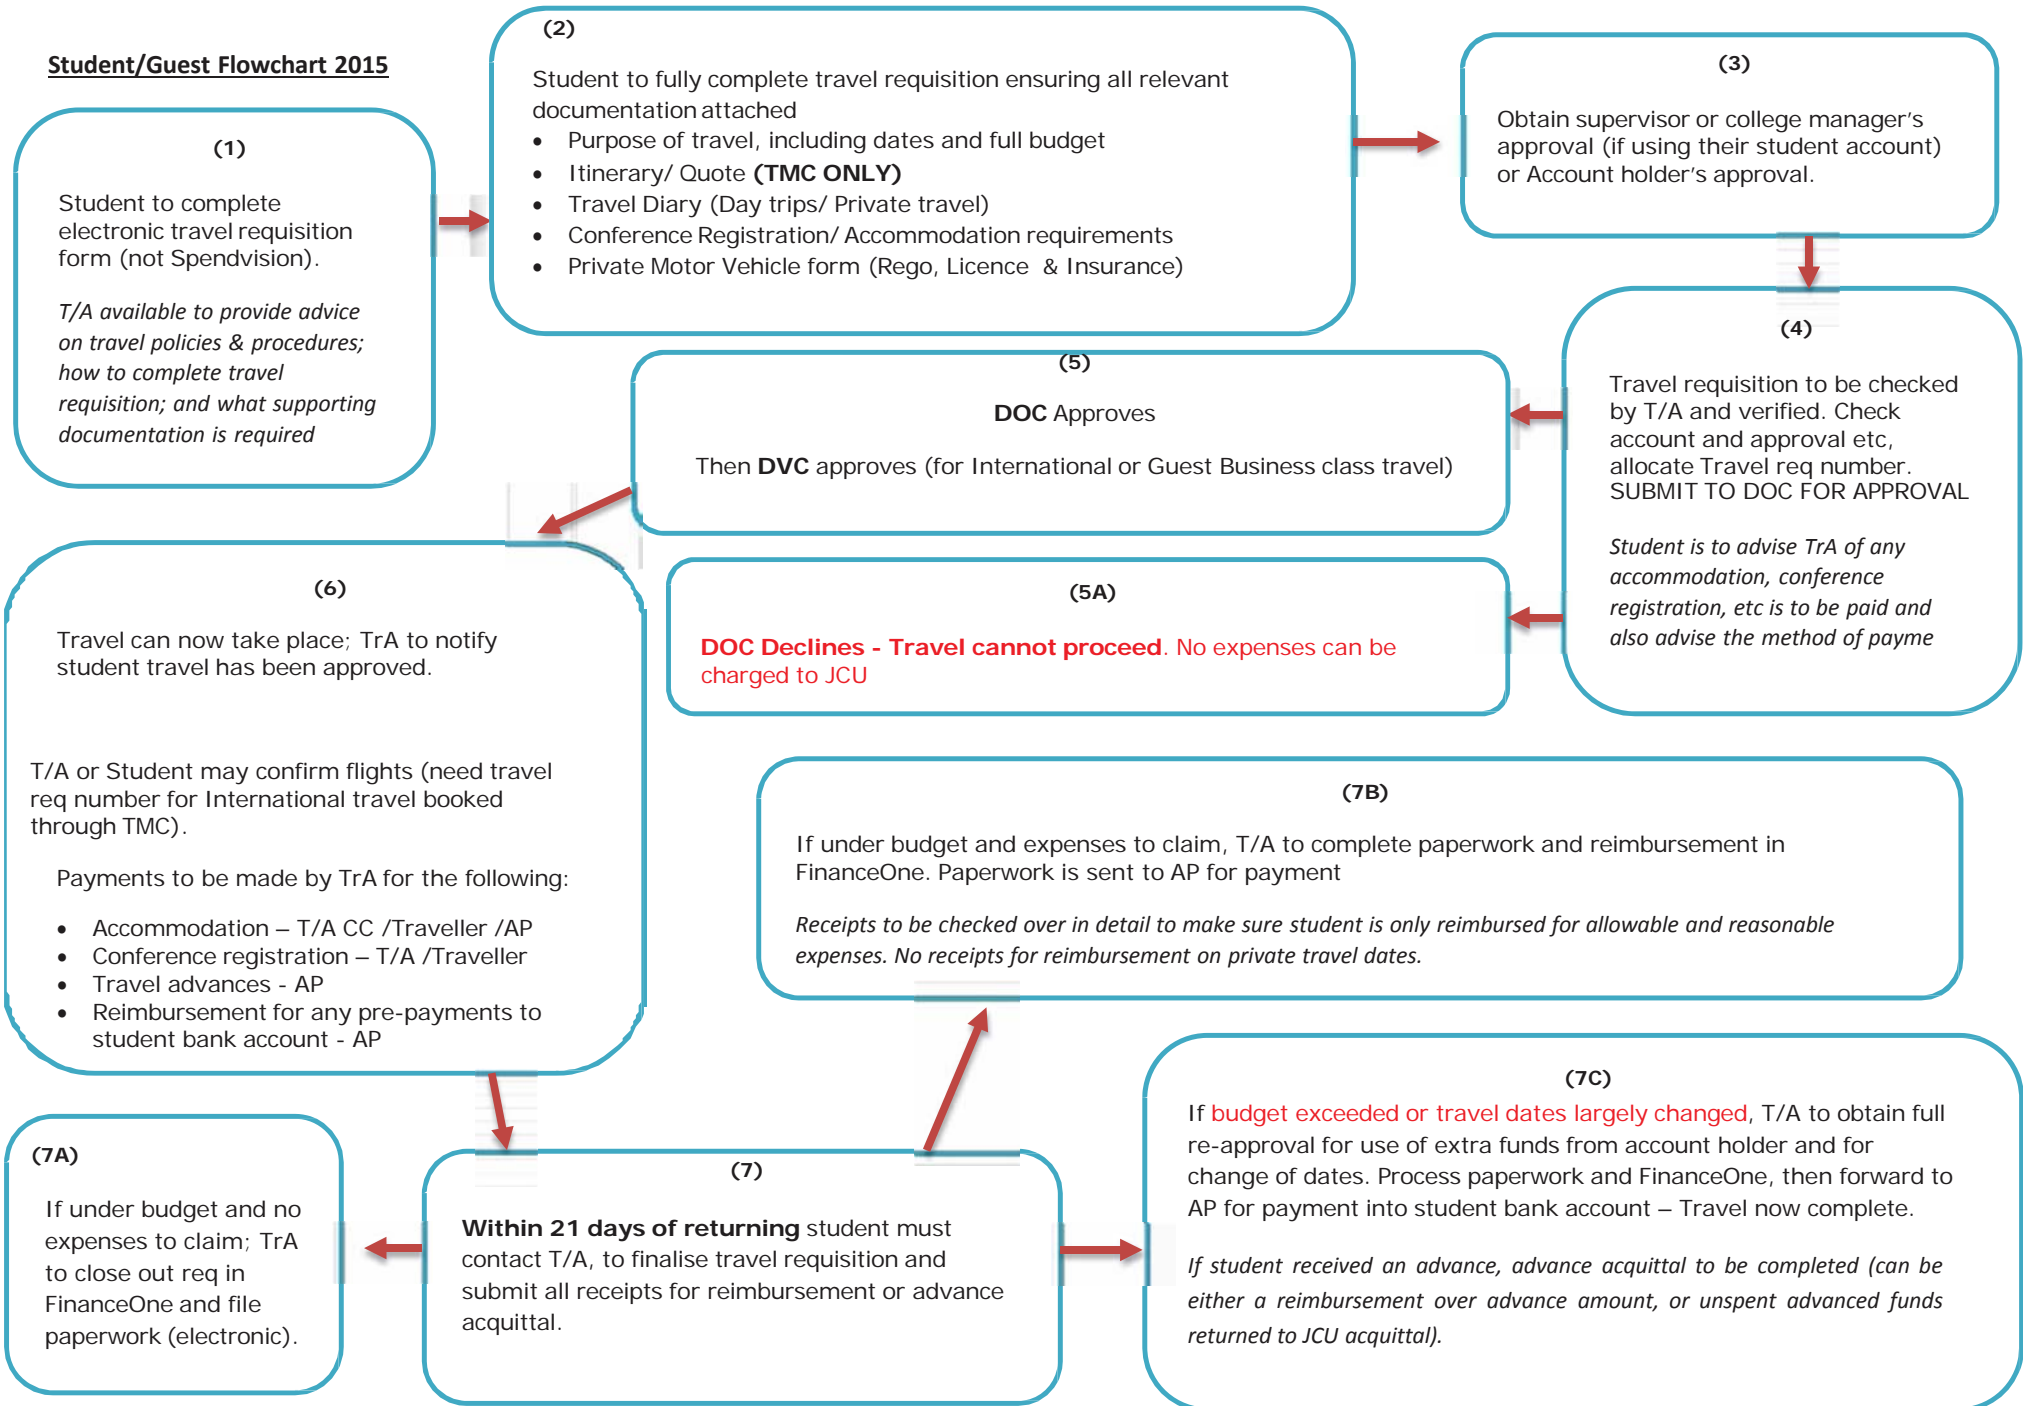 Student/Guest Flowchart 2015
(1)
Student to complete
electronic travel requisition
form (not Spendvision).
T/A available to provide advice
on travel policies & procedures;
how to complete travel
requisition; and what supporting
documentation is required
(2)
Student to fully complete travel requisition ensuring all relevant
documentation attached
• Purpose of travel, including dates and full budget
• Itinerary/ Quote (TMC ONLY)
• Travel Diary (Day trips/ Private travel)
• Conference Registration/ Accommodation requirements
• Private Motor Vehicle form (Rego, Licence & Insurance)
(3)
Obtain supervisor or college manager's
approval (if using their student account)
or Account holder's approval.
(4)
Travel requisition to be checked
by T/A and verified. Check
account and approval etc,
allocate Travel req number.
SUBMIT TO DOC FOR APPROVAL
Student is to advise TrA of any
accommodation, conference
registration, etc is to be paid and
also advise the method of payme
(5)
DOC Approves
Then DVC approves (for International or Guest Business class travel)
(5A)
DOC Declines - Travel cannot proceed. No expenses can be
charged to JCU
(6)
Travel can now take place; TrA to notify
student travel has been approved.
T/A or Student may confirm flights (need travel
req number for International travel booked
through TMC).
Payments to be made by TrA for the following:
• Accommodation – T/A CC /Traveller /AP
• Conference registration – T/A /Traveller
• Travel advances - AP
• Reimbursement for any pre-payments to
student bank account - AP
(7)
Within 21 days of returning student must
contact T/A, to finalise travel requisition and
submit all receipts for reimbursement or advance
acquittal.
(7A)
If under budget and no
expenses to claim; TrA
to close out req in
FinanceOne and file
paperwork (electronic).
(7B)
If under budget and expenses to claim, T/A to complete paperwork and reimbursement in
FinanceOne. Paperwork is sent to AP for payment
Receipts to be checked over in detail to make sure student is only reimbursed for allowable and reasonable
expenses. No receipts for reimbursement on private travel dates.
(7C)
If budget exceeded or travel dates largely changed, T/A to obtain full
re-approval for use of extra funds from account holder and for
change of dates. Process paperwork and FinanceOne, then forward to
AP for payment into student bank account – Travel now complete.
If student received an advance, advance acquittal to be completed (can be
either a reimbursement over advance amount, or unspent advanced funds
returned to JCU acquittal).